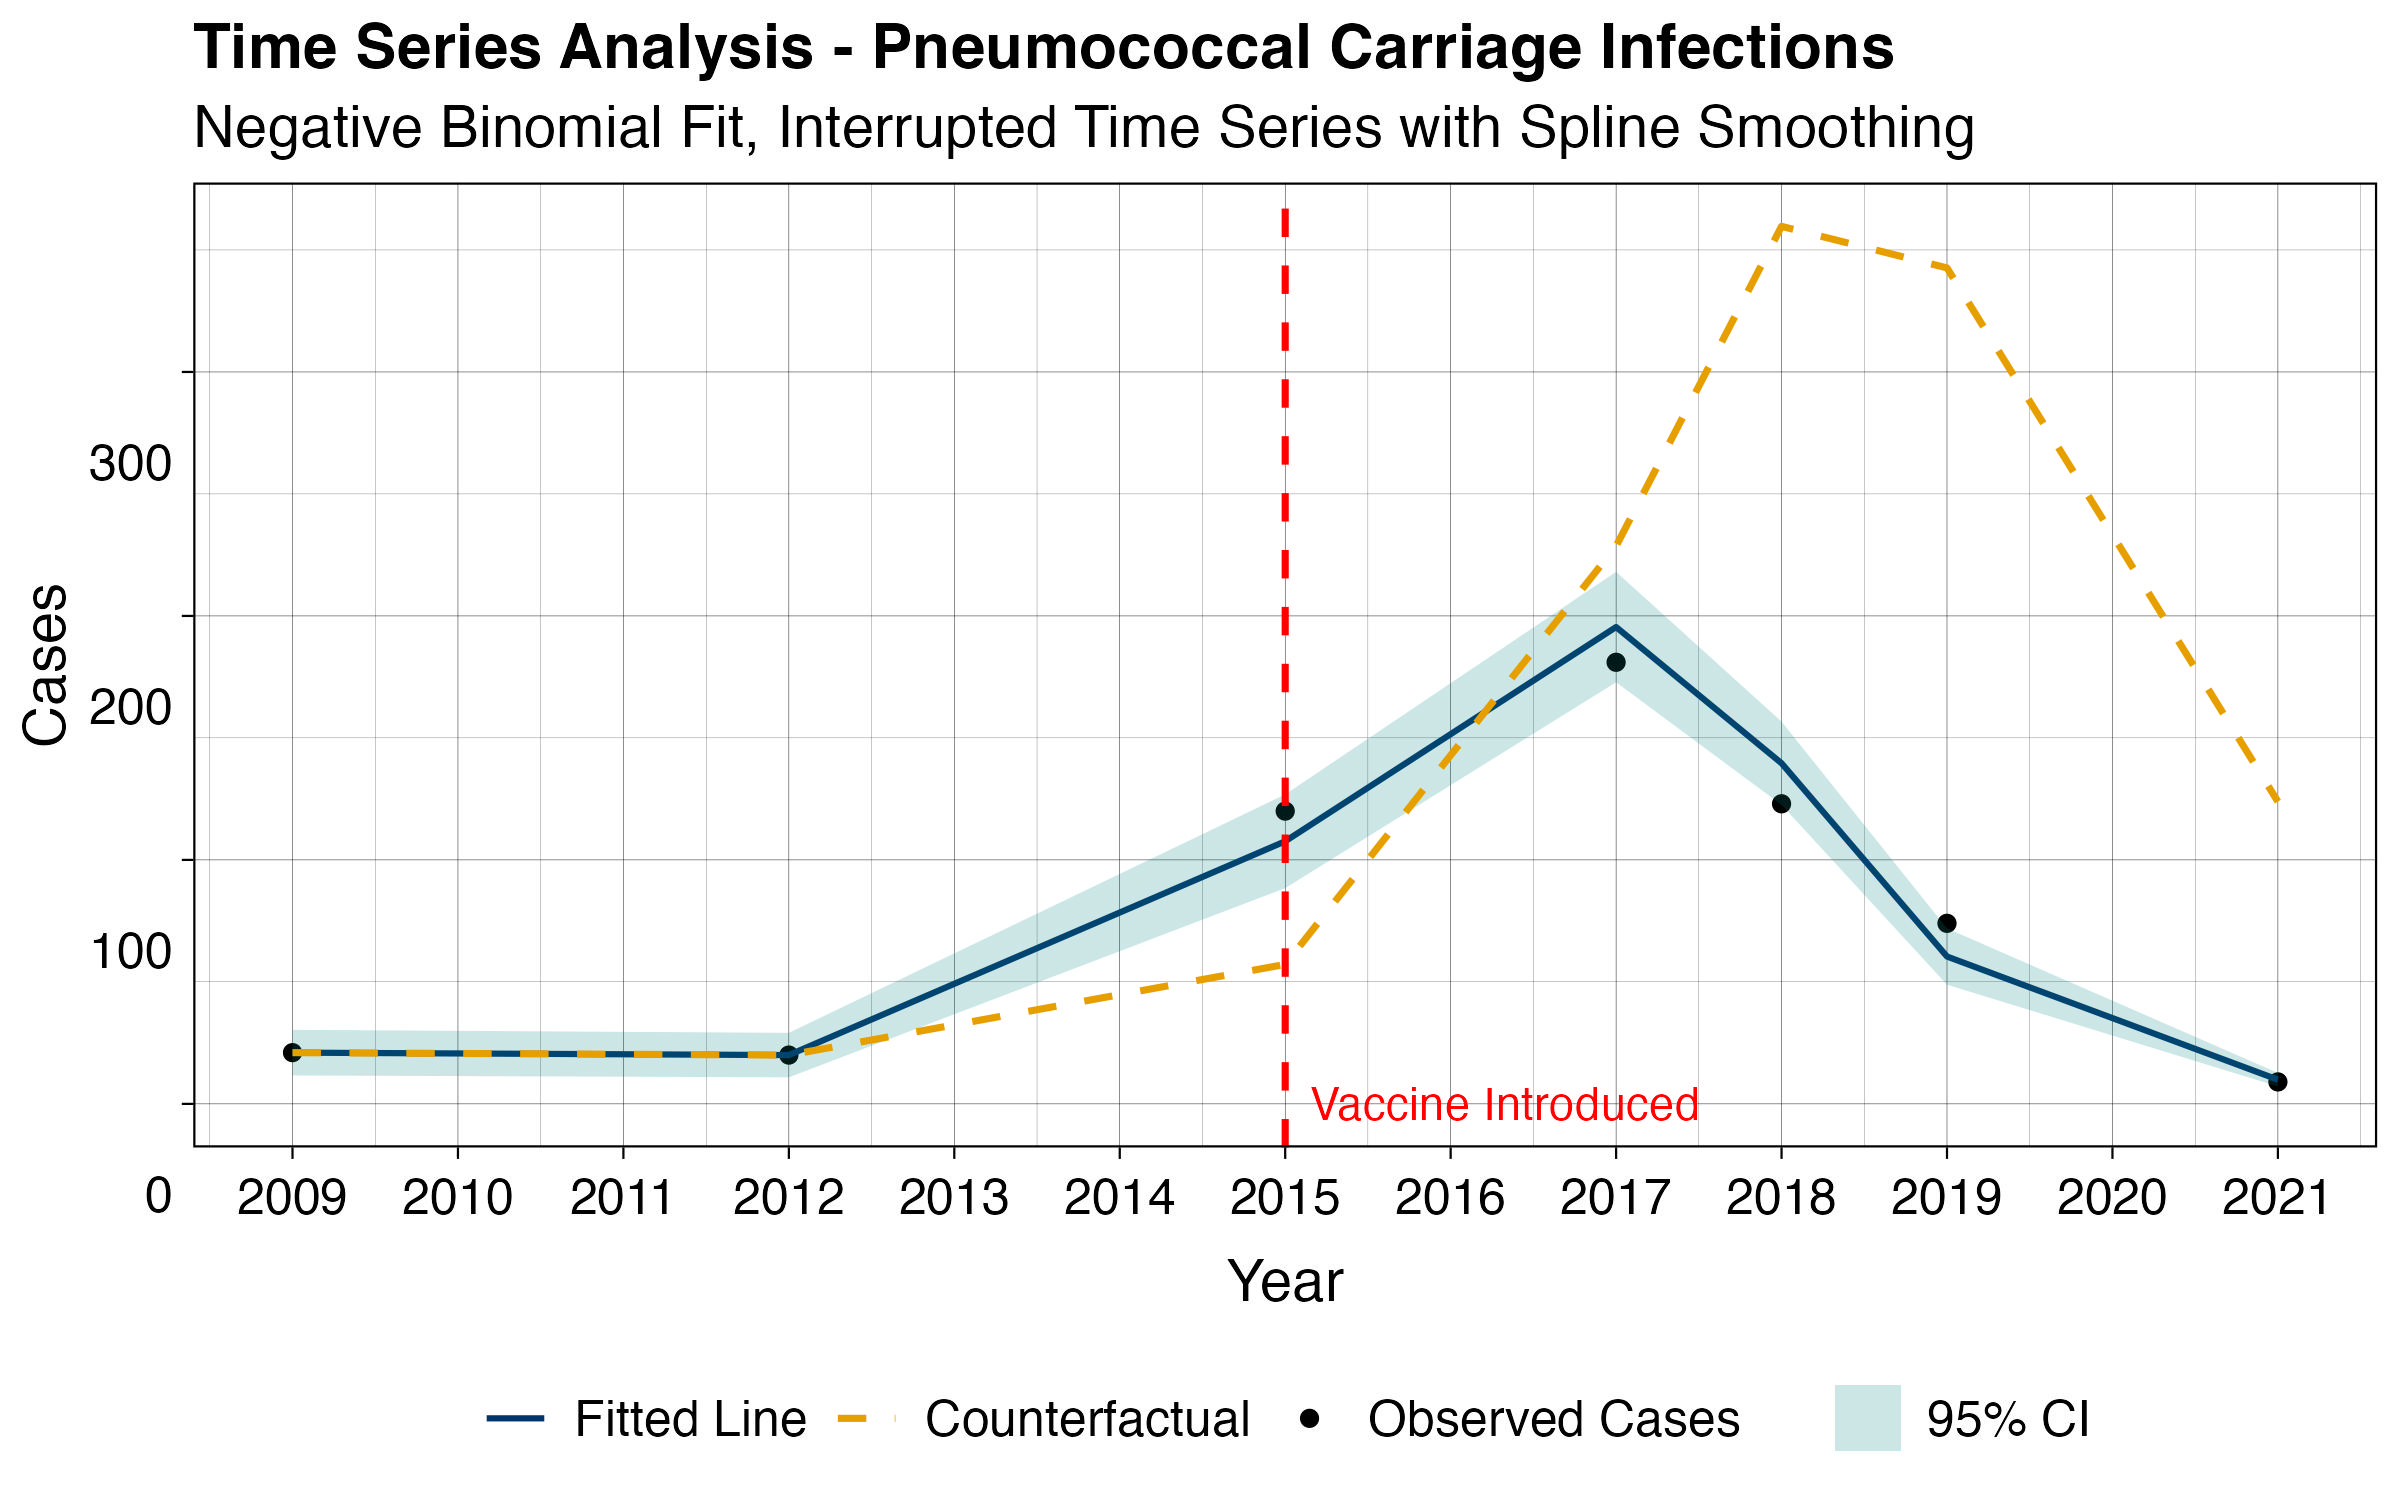 Time Series Analysis - Pneumococcal Carriage Infections
Negative Binomial Fit, Interrupted Time Series with Spline Smoothing
Cases
300
200
100
0
Vaccine Introduced
2009 2010 2011 2012 2013 2014 2015 2016 2017 2018 2019 2020 2021
Year
Fitted Line Counterfactual Observed Cases 95% CI